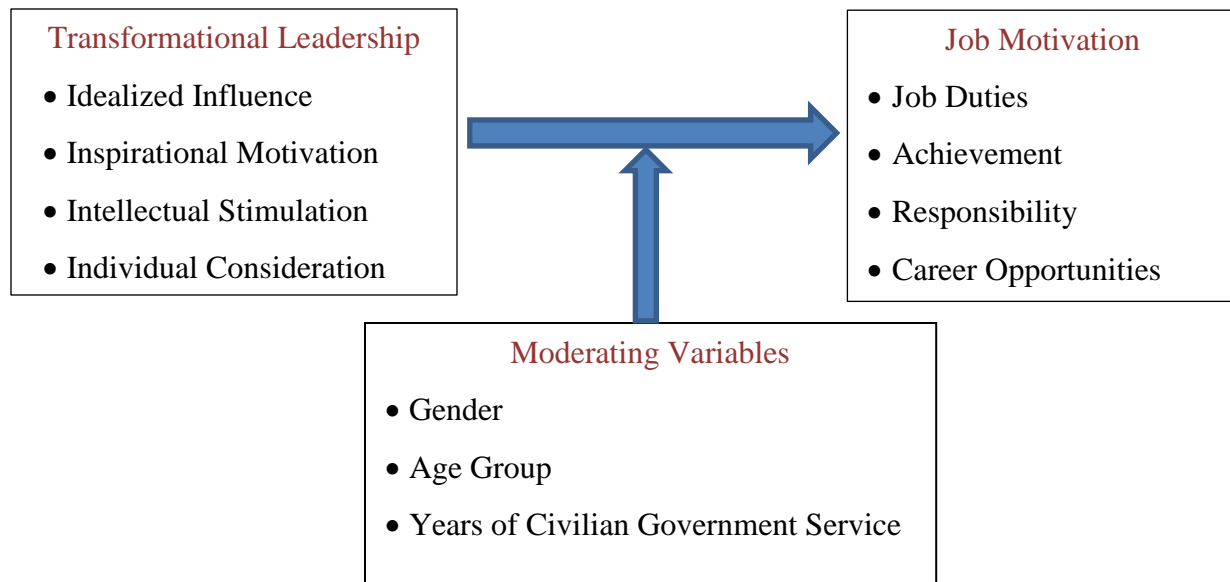 Transformational Leadership
• Idealized Influence
• Inspirational Motivation
• Intellectual Stimulation
• Individual Consideration
Job Motivation
• Job Duties
• Achievement
• Responsibility
• Career Opportunities
Moderating Variables
• Gender
• Age Group
• Years of Civilian Government Service